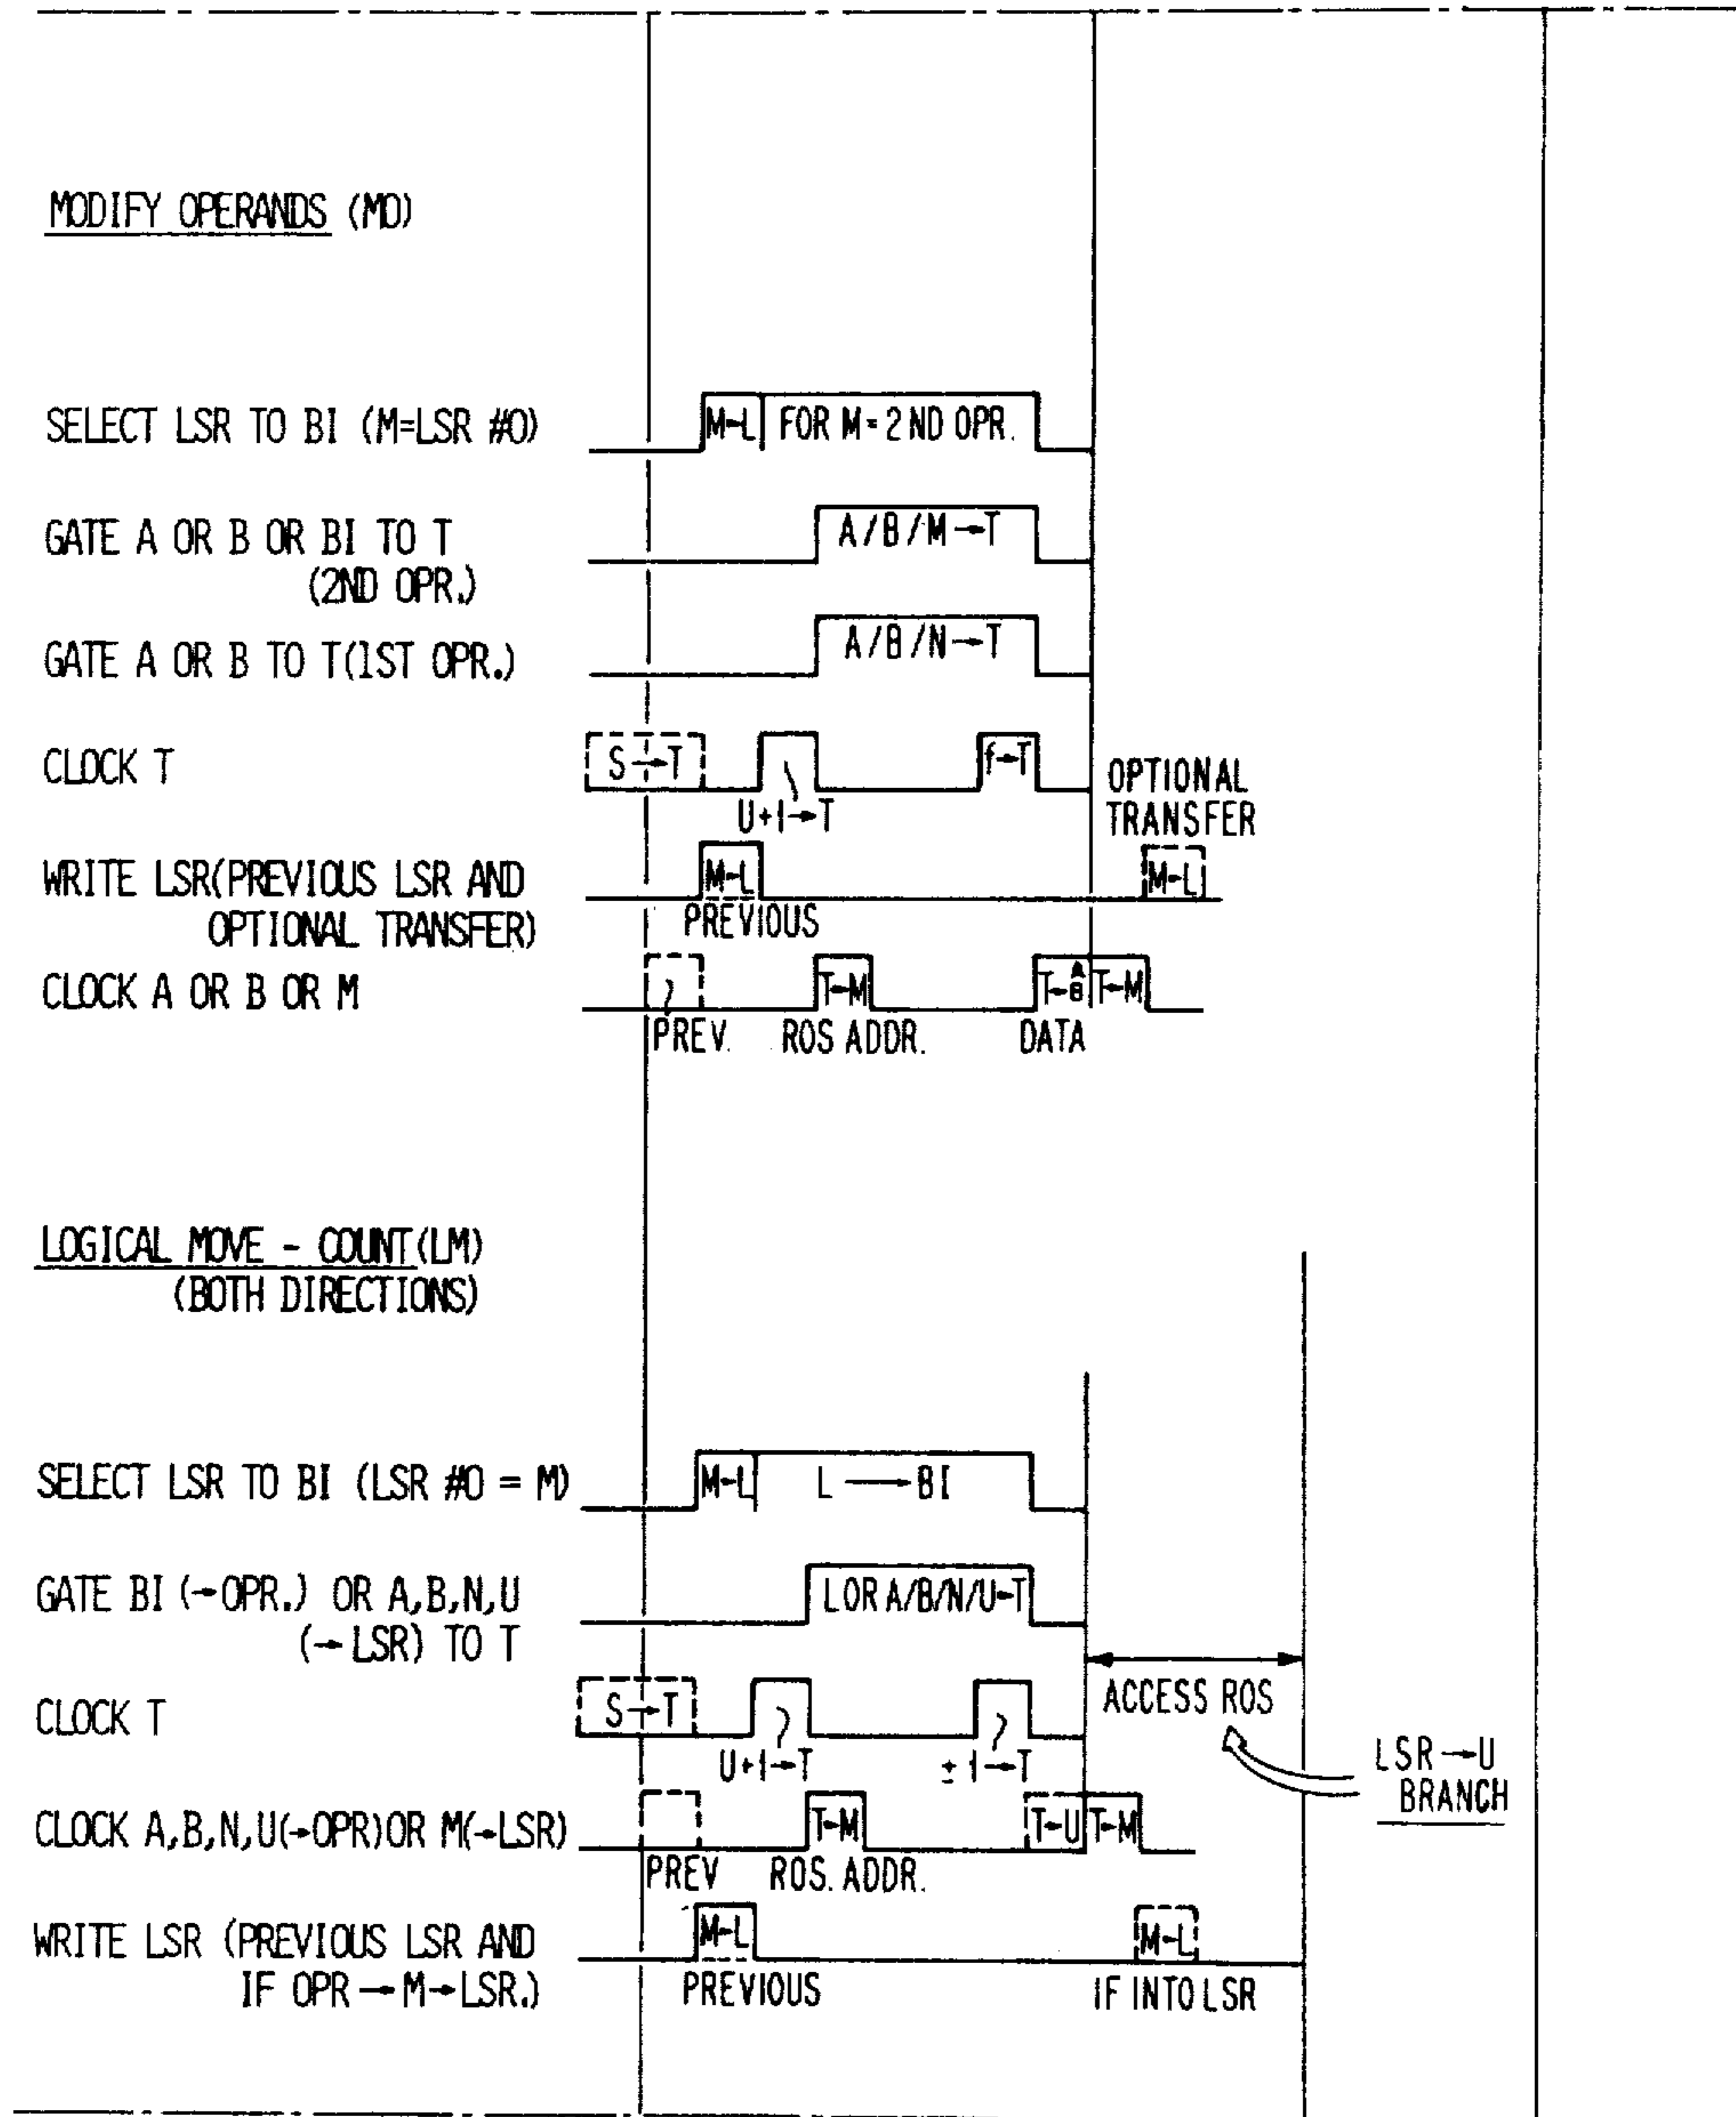 MODIFY OPERANDS (MO)
SELECT LSR TO BI (M=LSR #0)
M→L FOR M=2 ND OPR.
GATE A OR B OR BI TO T
(2ND OPR.)
A/B/M→T
GATE A OR B TO T(1ST OPR.)
A/B/N→T
CLOCK T
S→T
U+1→T
f→T
OPTIONAL
TRANSFER
WRITE LSR(PREVIOUS LSR AND
OPTIONAL TRANSFER)
M→L
PREVIOUS
M→L
CLOCK A OR B OR M
PREV.
T→M
ROS ADDR.
T→A
B
T→M
DATA
LOGICAL MOVE - COUNT(LM)
(BOTH DIRECTIONS)
SELECT LSR TO BI (LSR #0 = M)
M→L L→BI
GATE BI (→OPR.) OR A,B,N,U
(→LSR) TO T
L OR A/B/N/U→T
CLOCK T
S→T
U+1→T
±1→T
ACCESS ROS
LSR→U
BRANCH
CLOCK A,B,N,U(→OPR)OR M(→LSR)
PREV
T→M
ROS. ADDR.
T→U T→M
WRITE LSR (PREVIOUS LSR AND
IF OPR→M→LSR.)
M→L
PREVIOUS
M→L
IF INTO LSR